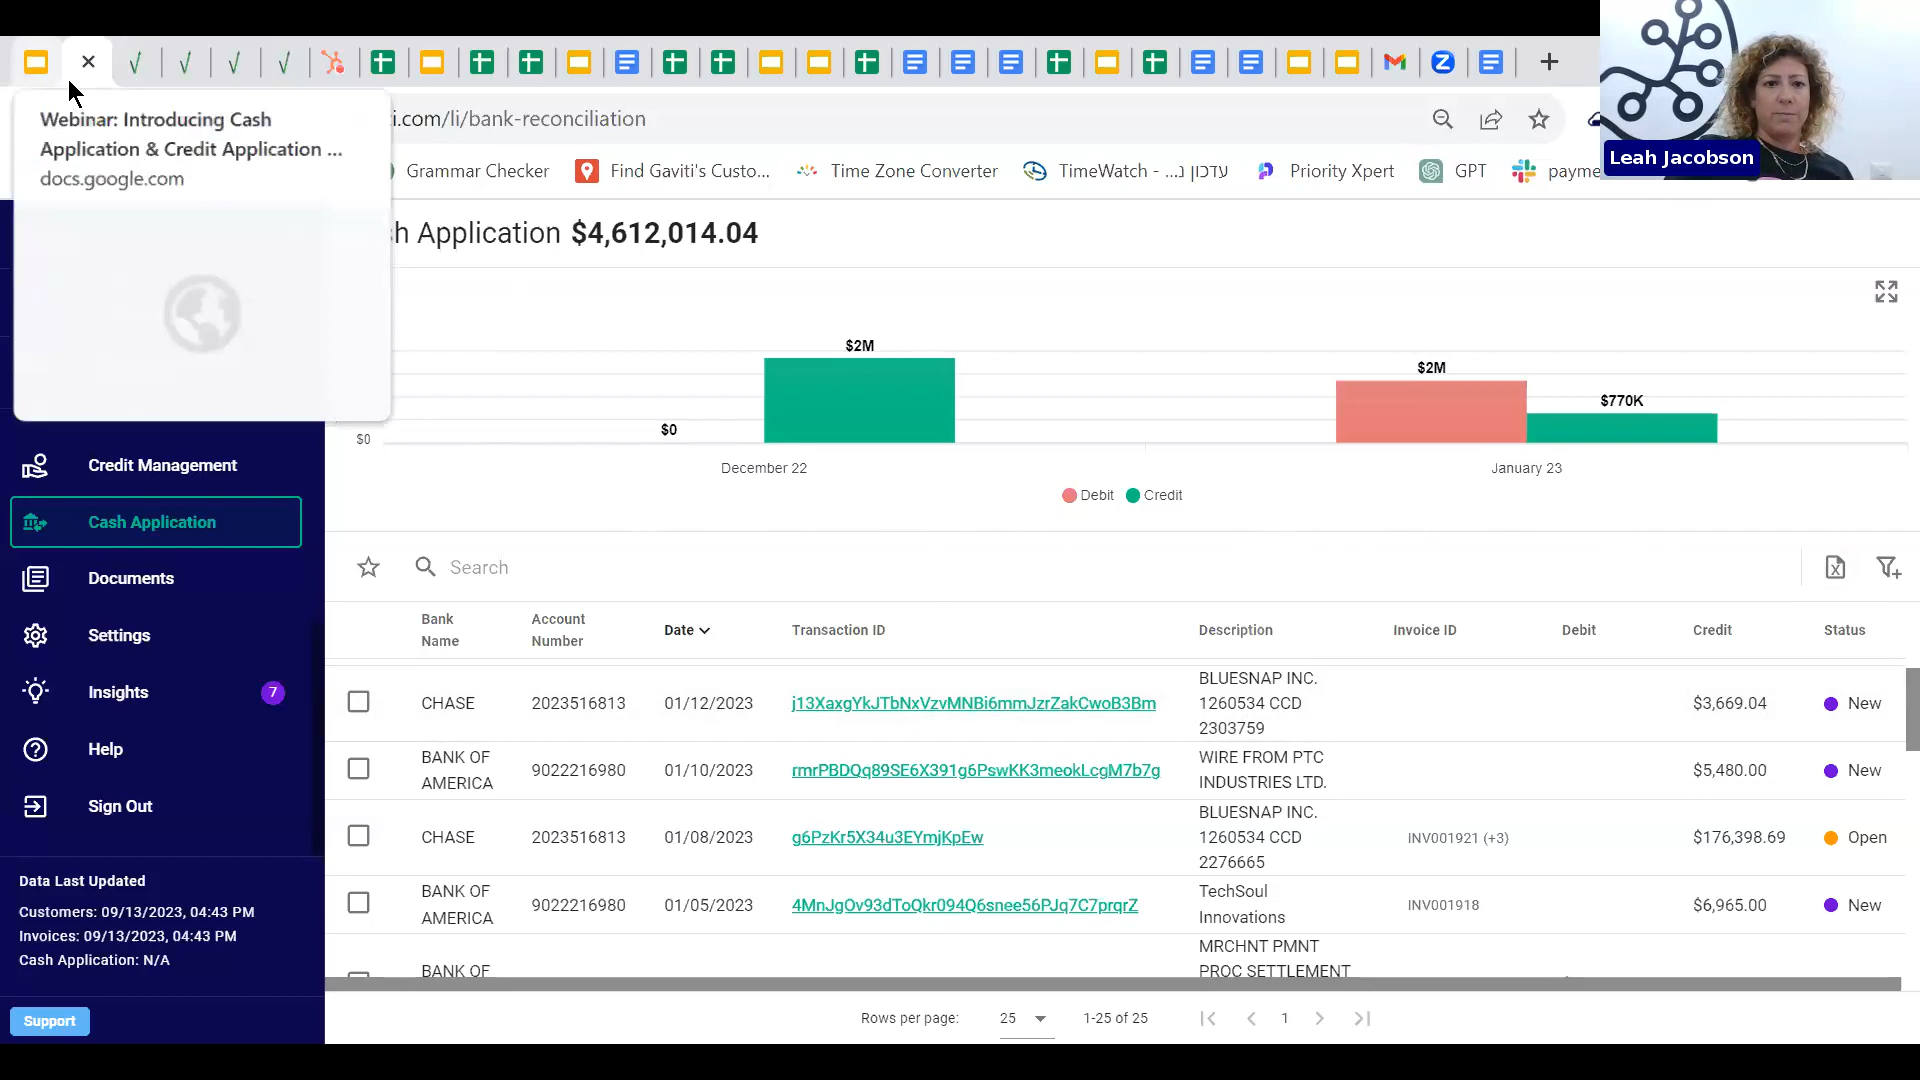 Webinar: Introducing Cash
Application & Credit Application ...
docs.google.com
i.com/li/bank-reconciliation
Grammar Checker
Find Gaviti's Custo...
Time Zone Converter
TimeWatch - ...עדכון נ
Priority Xpert
GPT
payme
Leah Jacobson
h Application $4,612,014.04
$2M
$0
$2M
$770K
$0
December 22
January 23
Debit
Credit
Credit Management
Cash Application
Documents
Settings
Insights
7
Help
Sign Out
Data Last Updated
Customers: 09/13/2023, 04:43 PM
Invoices: 09/13/2023, 04:43 PM
Cash Application: N/A
Support
Search
Bank Name
Account Number
Date
Transaction ID
Description
Invoice ID
Debit
Credit
Status
CHASE 2023516813 01/12/2023 j13XaxgYkJTbNxVzvMNBi6mmJzrZakCwoB3Bm BLUESNAP INC. 1260534 CCD 2303759 $3,669.04 New
BANK OF AMERICA 9022216980 01/10/2023 rmrPBDQq89SE6X391g6PswKK3meokLcgM7b7g WIRE FROM PTC INDUSTRIES LTD. $5,480.00 New
CHASE 2023516813 01/08/2023 g6PzKr5X34u3EYmjKpEw BLUESNAP INC. 1260534 CCD 2276665 INV001921 (+3) $176,398.69 Open
BANK OF AMERICA 9022216980 01/05/2023 4MnJgOv93dToQkr094Q6snee56PJq7C7prqrZ TechSoul Innovations INV001918 $6,965.00 New
BANK OF MRCHNT PMNT PROC SETTLEMENT
Rows per page: 25 1-25 of 25 1